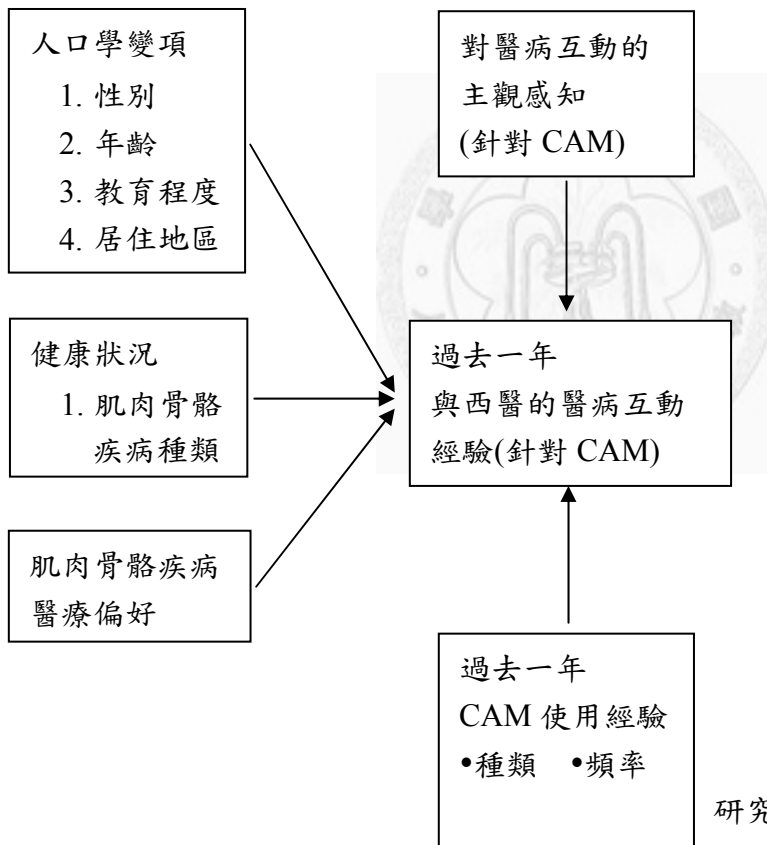 人口學變項
1. 性別
2. 年齡
3. 教育程度
4. 居住地區
健康狀況
1. 肌肉骨骼
疾病種類
肌肉骨骼疾病
醫療偏好
對醫病互動的
主觀感知
(針對 CAM)
過去一年
與西醫的醫病互動
經驗(針對 CAM)
過去一年
CAM 使用經驗
•種類 •頻率
研究